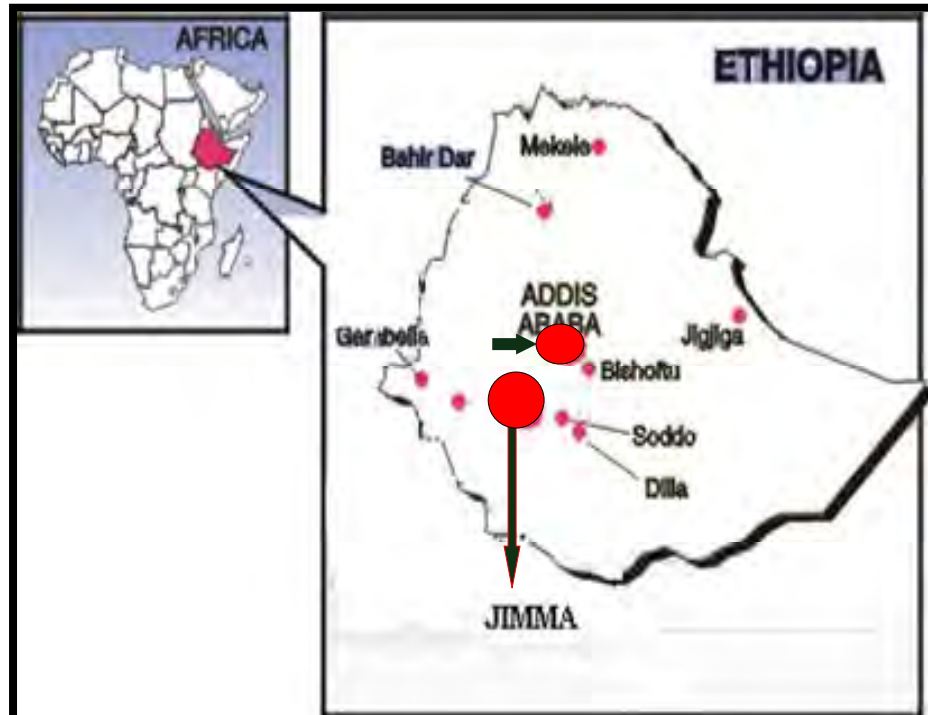 AFRICA
ETHIOPIA
Mekele
Bahir Dar
ADDIS
ABABA
Jigjiga
Bishoftu
Soddo
Dilla
JIMMA